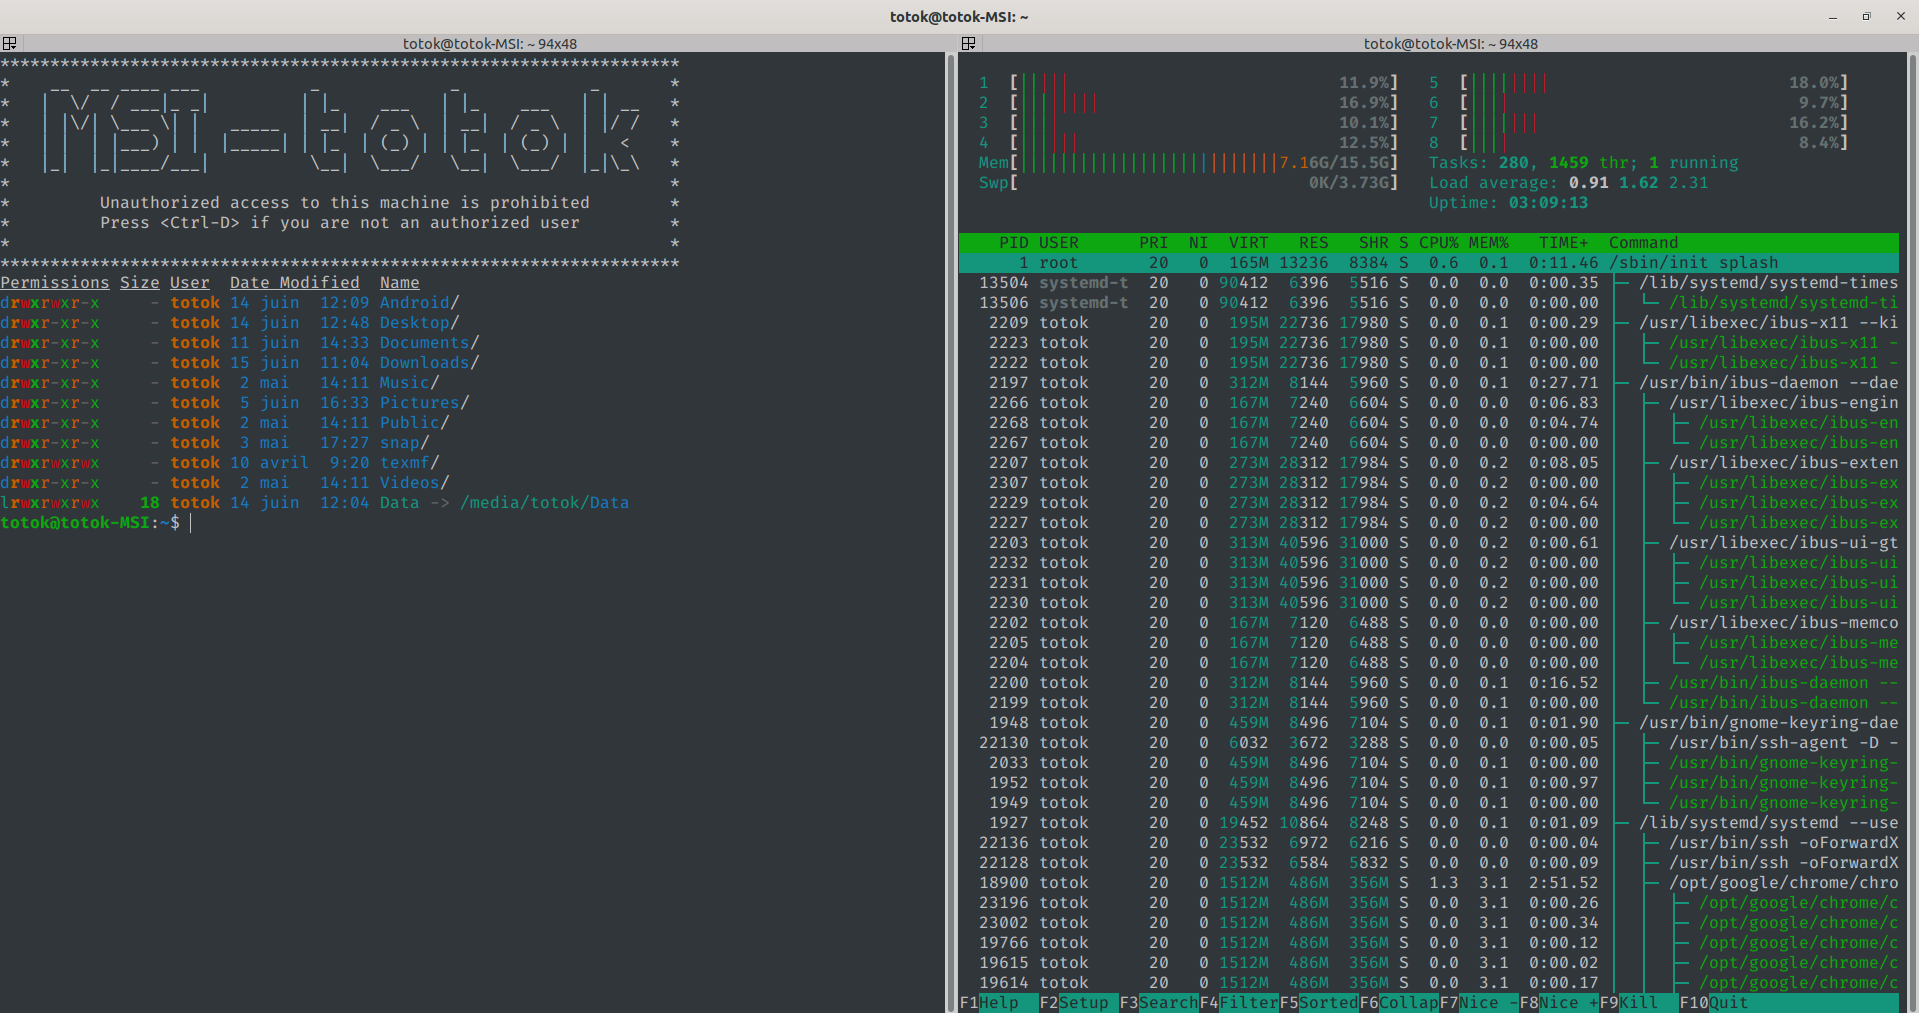 totok@totok-MSI: ~
totok@totok-MSI: ~ 94x48
*
MSI-totok
Unauthorized access to this machine is prohibited
Press <Ctrl-D> if you are not an authorized user
Permissions Size User  Date Modified  Name
drwxrwxr-x - totok 14 juin 12:09 Android/
drwxr-xr-x - totok 14 juin 12:48 Desktop/
drwxr-xr-x - totok 11 juin 14:33 Documents/
drwxr-xr-x - totok 15 juin 11:04 Downloads/
drwxr-xr-x - totok 2 mai 14:11 Music/
drwxr-xr-x - totok 5 juin 16:33 Pictures/
drwxr-xr-x - totok 2 mai 14:11 Public/
drwxr-xr-x - totok 3 mai 17:27 snap/
drwxrwxrwx - totok 10 avril 9:20 texmf/
drwxr-xr-x - totok 2 mai 14:11 Videos/
lrwxrwxrwx 18 totok 14 juin 12:04 Data -> /media/totok/Data
totok@totok-MSI:~$
totok@totok-MSI: ~ 94x48
1 [ 11.9%] 5 [ 18.0%]
2 [ 16.9%] 6 [ 9.7%]
3 [ 10.1%] 7 [ 16.2%]
4 [ 12.5%] 8 [ 8.4%]
Mem[ 7.16G/15.5G] Tasks: 280, 1459 thr; 1 running
Swp[ 0K/3.73G] Load average: 0.91 1.62 2.31
Uptime: 03:09:13
PID USER PRI NI VIRT RES SHR S CPU% MEM% TIME+ Command
1 root 20 0 165M 13236 8384 S 0.6 0.1 0:11.46 /sbin/init splash
13504 systemd-t 20 0 90412 6396 5516 S 0.0 0.0 0:00.35 /lib/systemd/systemd-times
13506 systemd-t 20 0 90412 6396 5516 S 0.0 0.0 0:00.00 /lib/systemd/systemd-ti
2209 totok 20 0 195M 22736 17980 S 0.0 0.1 0:00.29 /usr/libexec/ibus-x11 --ki
2223 totok 20 0 195M 22736 17980 S 0.0 0.1 0:00.00 /usr/libexec/ibus-x11 -
2222 totok 20 0 195M 22736 17980 S 0.0 0.1 0:00.00 /usr/libexec/ibus-x11 -
2197 totok 20 0 312M 8144 5960 S 0.0 0.1 0:27.71 /usr/bin/ibus-daemon --dae
2266 totok 20 0 167M 7240 6604 S 0.0 0.0 0:06.83 /usr/libexec/ibus-engin
2268 totok 20 0 167M 7240 6604 S 0.0 0.0 0:04.74 /usr/libexec/ibus-en
2267 totok 20 0 167M 7240 6604 S 0.0 0.0 0:00.00 /usr/libexec/ibus-en
2207 totok 20 0 273M 28312 17984 S 0.0 0.2 0:08.05 /usr/libexec/ibus-exten
2307 totok 20 0 273M 28312 17984 S 0.0 0.2 0:00.00 /usr/libexec/ibus-ex
2229 totok 20 0 273M 28312 17984 S 0.0 0.2 0:04.64 /usr/libexec/ibus-ex
2227 totok 20 0 273M 28312 17984 S 0.0 0.2 0:00.00 /usr/libexec/ibus-ex
2203 totok 20 0 313M 40596 31000 S 0.0 0.2 0:00.61 /usr/libexec/ibus-ui-gt
2232 totok 20 0 313M 40596 31000 S 0.0 0.2 0:00.00 /usr/libexec/ibus-ui
2231 totok 20 0 313M 40596 31000 S 0.0 0.2 0:00.00 /usr/libexec/ibus-ui
2230 totok 20 0 313M 40596 31000 S 0.0 0.2 0:00.00 /usr/libexec/ibus-ui
2202 totok 20 0 167M 7120 6488 S 0.0 0.0 0:00.00 /usr/libexec/ibus-memco
2205 totok 20 0 167M 7120 6488 S 0.0 0.0 0:00.00 /usr/libexec/ibus-me
2204 totok 20 0 167M 7120 6488 S 0.0 0.0 0:00.00 /usr/libexec/ibus-me
2200 totok 20 0 312M 8144 5960 S 0.0 0.1 0:16.52 /usr/bin/ibus-daemon --
2199 totok 20 0 312M 8144 5960 S 0.0 0.1 0:00.00 /usr/bin/ibus-daemon --
1948 totok 20 0 459M 8496 7104 S 0.0 0.1 0:01.90 /usr/bin/gnome-keyring-dae
22130 totok 20 0 6032 3672 3288 S 0.0 0.0 0:00.05 /usr/bin/ssh-agent -D -
2033 totok 20 0 459M 8496 7104 S 0.0 0.1 0:00.00 /usr/bin/gnome-keyring-
1952 totok 20 0 459M 8496 7104 S 0.0 0.1 0:00.97 /usr/bin/gnome-keyring-
1949 totok 20 0 459M 8496 7104 S 0.0 0.1 0:00.00 /usr/bin/gnome-keyring-
1927 totok 20 0 19452 10864 8248 S 0.0 0.1 0:01.09 /lib/systemd/systemd --use
22136 totok 20 0 23532 6972 6216 S 0.0 0.0 0:00.04 /usr/bin/ssh -oForwardX
22128 totok 20 0 23532 6584 5832 S 0.0 0.0 0:00.09 /usr/bin/ssh -oForwardX
18900 totok 20 0 1512M 486M 356M S 1.3 3.1 2:51.52 /opt/google/chrome/chro
23196 totok 20 0 1512M 486M 356M S 0.0 3.1 0:00.26 /opt/google/chrome/c
23002 totok 20 0 1512M 486M 356M S 0.0 3.1 0:00.34 /opt/google/chrome/c
19766 totok 20 0 1512M 486M 356M S 0.0 3.1 0:00.12 /opt/google/chrome/c
19615 totok 20 0 1512M 486M 356M S 0.0 3.1 0:00.02 /opt/google/chrome/c
19614 totok 20 0 1512M 486M 356M S 0.0 3.1 0:00.17 /opt/google/chrome/c
F1Help F2Setup F3SearchF4FilterF5SortedF6CollapF7Nice -F8Nice +F9Kill F10Quit